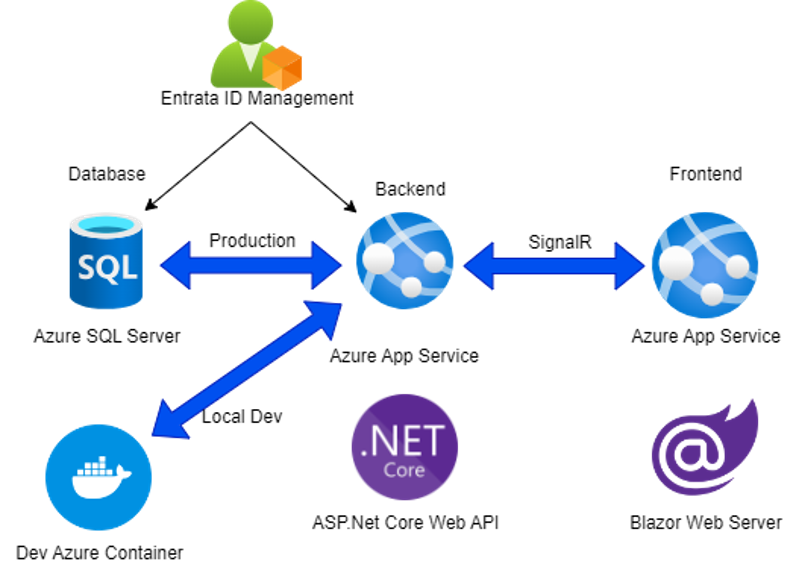 Entrata ID Management
Database
Backend
Frontend
Production
SignalR
SQL
Azure SQL Server
Azure App Service
Azure App Service
Local Dev
.NET
Core
@
Dev Azure Container
ASP.Net Core Web API
Blazor Web Server